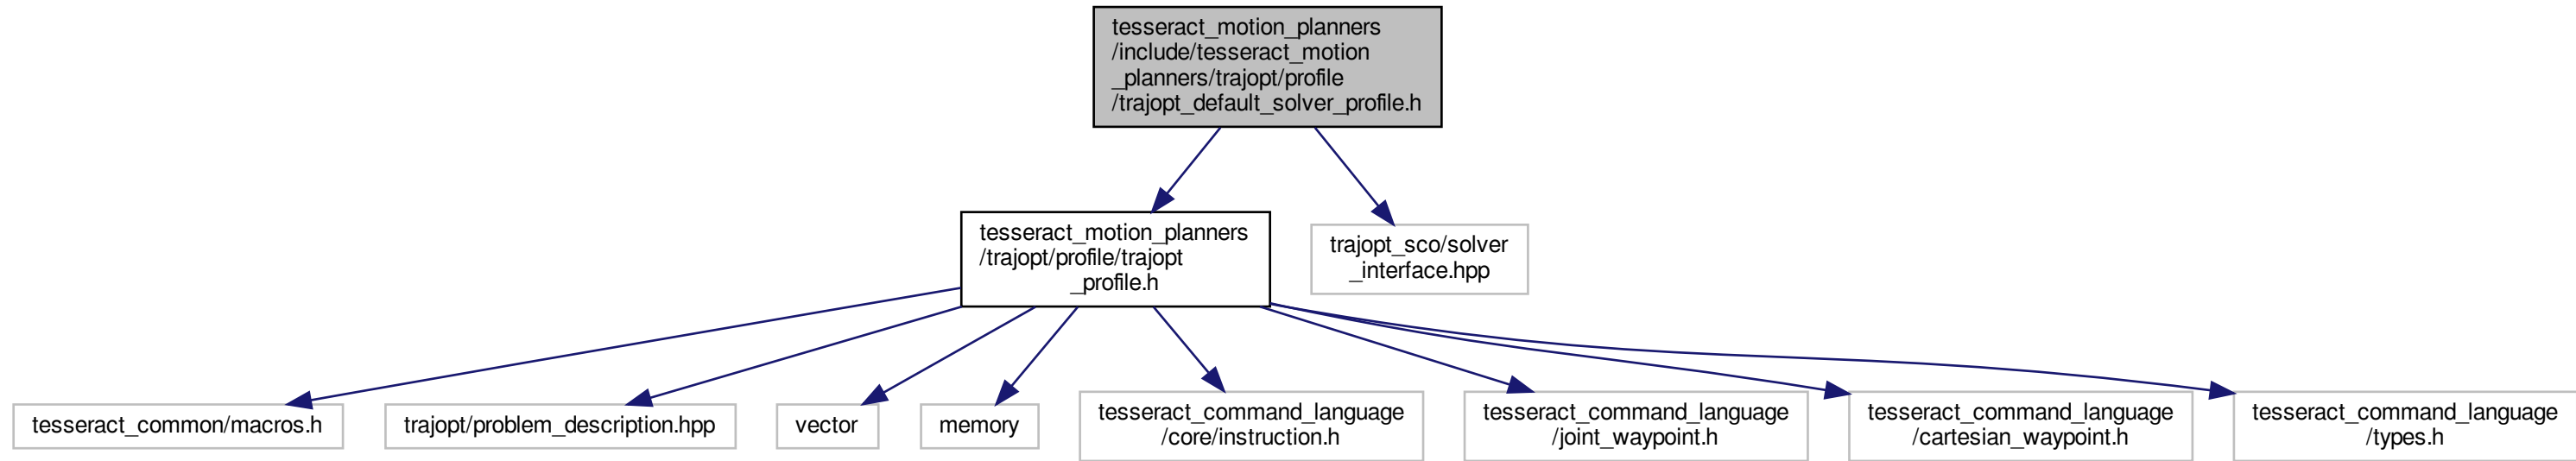 tesseract_motion_planners
/include/tesseract_motion
_planners/trajopt/profile
/trajopt_default_solver_profile.h
tesseract_motion_planners
/trajopt/profile/trajopt
_profile.h
trajopt_sco/solver
_interface.hpp
tesseract_common/macros.h
trajopt/problem_description.hpp
vector
memory
tesseract_command_language
/core/instruction.h
tesseract_command_language
/joint_waypoint.h
tesseract_command_language
/cartesian_waypoint.h
tesseract_command_language
/types.h